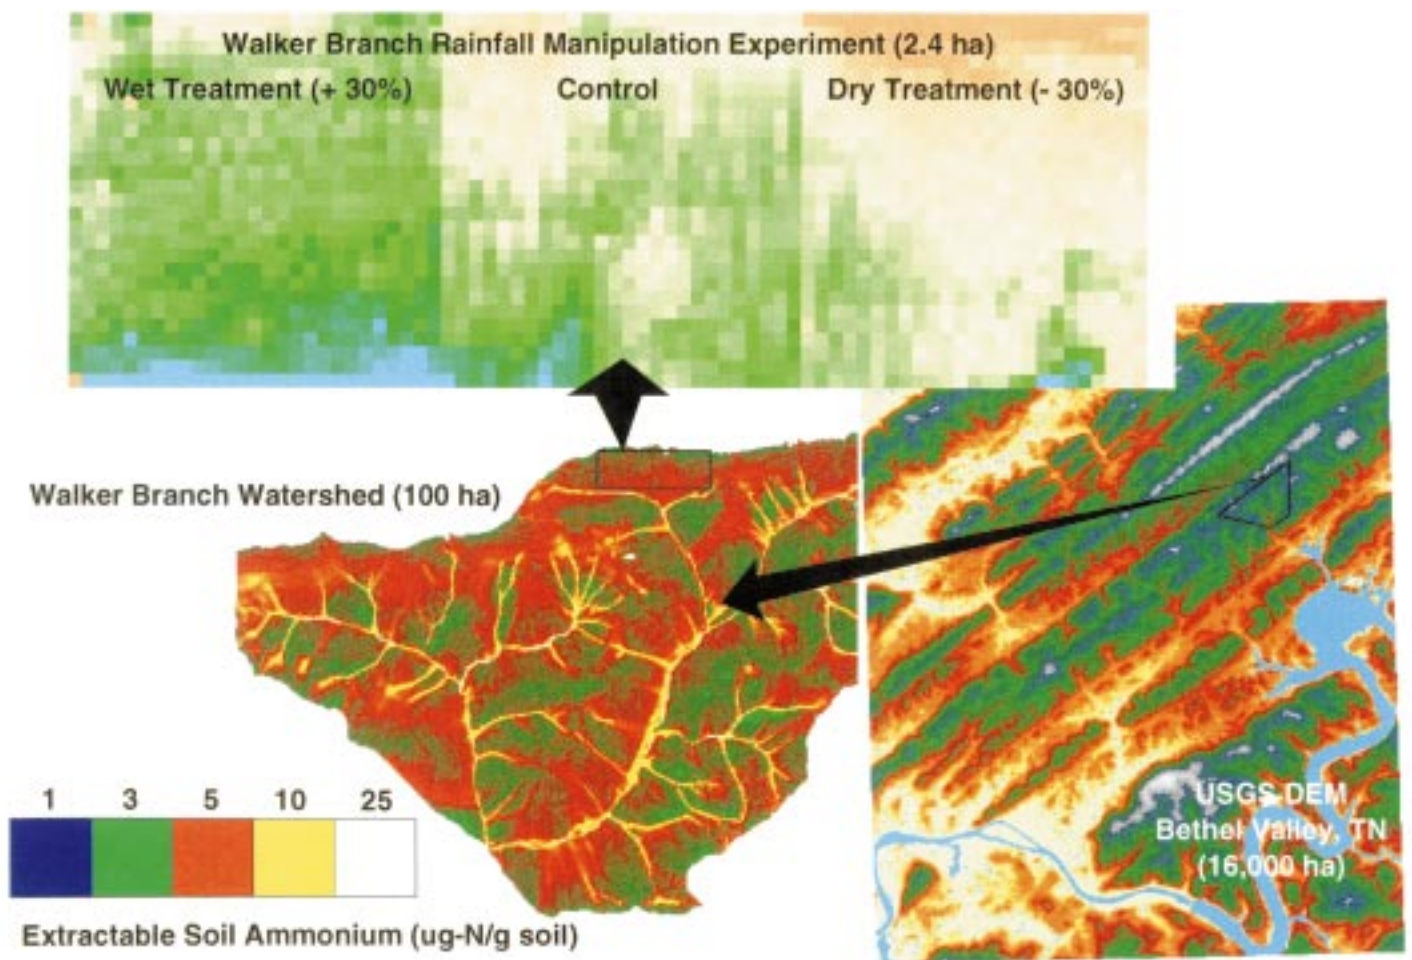 Walker Branch Rainfall Manipulation Experiment (2.4 ha)
Wet Treatment (+ 30%) Control Dry Treatment (- 30%)
Walker Branch Watershed (100 ha)
1 3 5 10 25
Extractable Soil Ammonium (ug-N/g soil)
USGS DEM
Bethel Valley, TN
(16,000 ha)